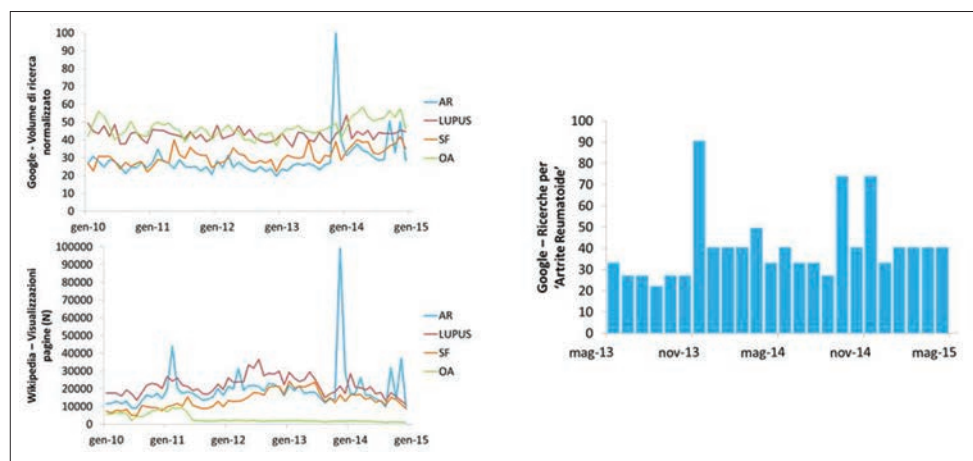 Google - Volume di ricerca
normalizzato
100
90
80
70
60
50
40
30
20
10
0
gen-10
gen-11
gen-12
gen-13
gen-14
gen-15
AR
LUPUS
SF
OA
Wikipedia – Visualizzazioni
pagine (N)
100000
90000
80000
70000
60000
50000
40000
30000
20000
10000
0
gen-10
gen-11
gen-12
gen-13
gen-14
gen-15
AR
LUPUS
SF
OA
Google – Ricerche per
‘Artrite Reumatoide’
100
90
80
70
60
50
40
30
20
10
0
mag-13
nov-13
mag-14
nov-14
mag-15